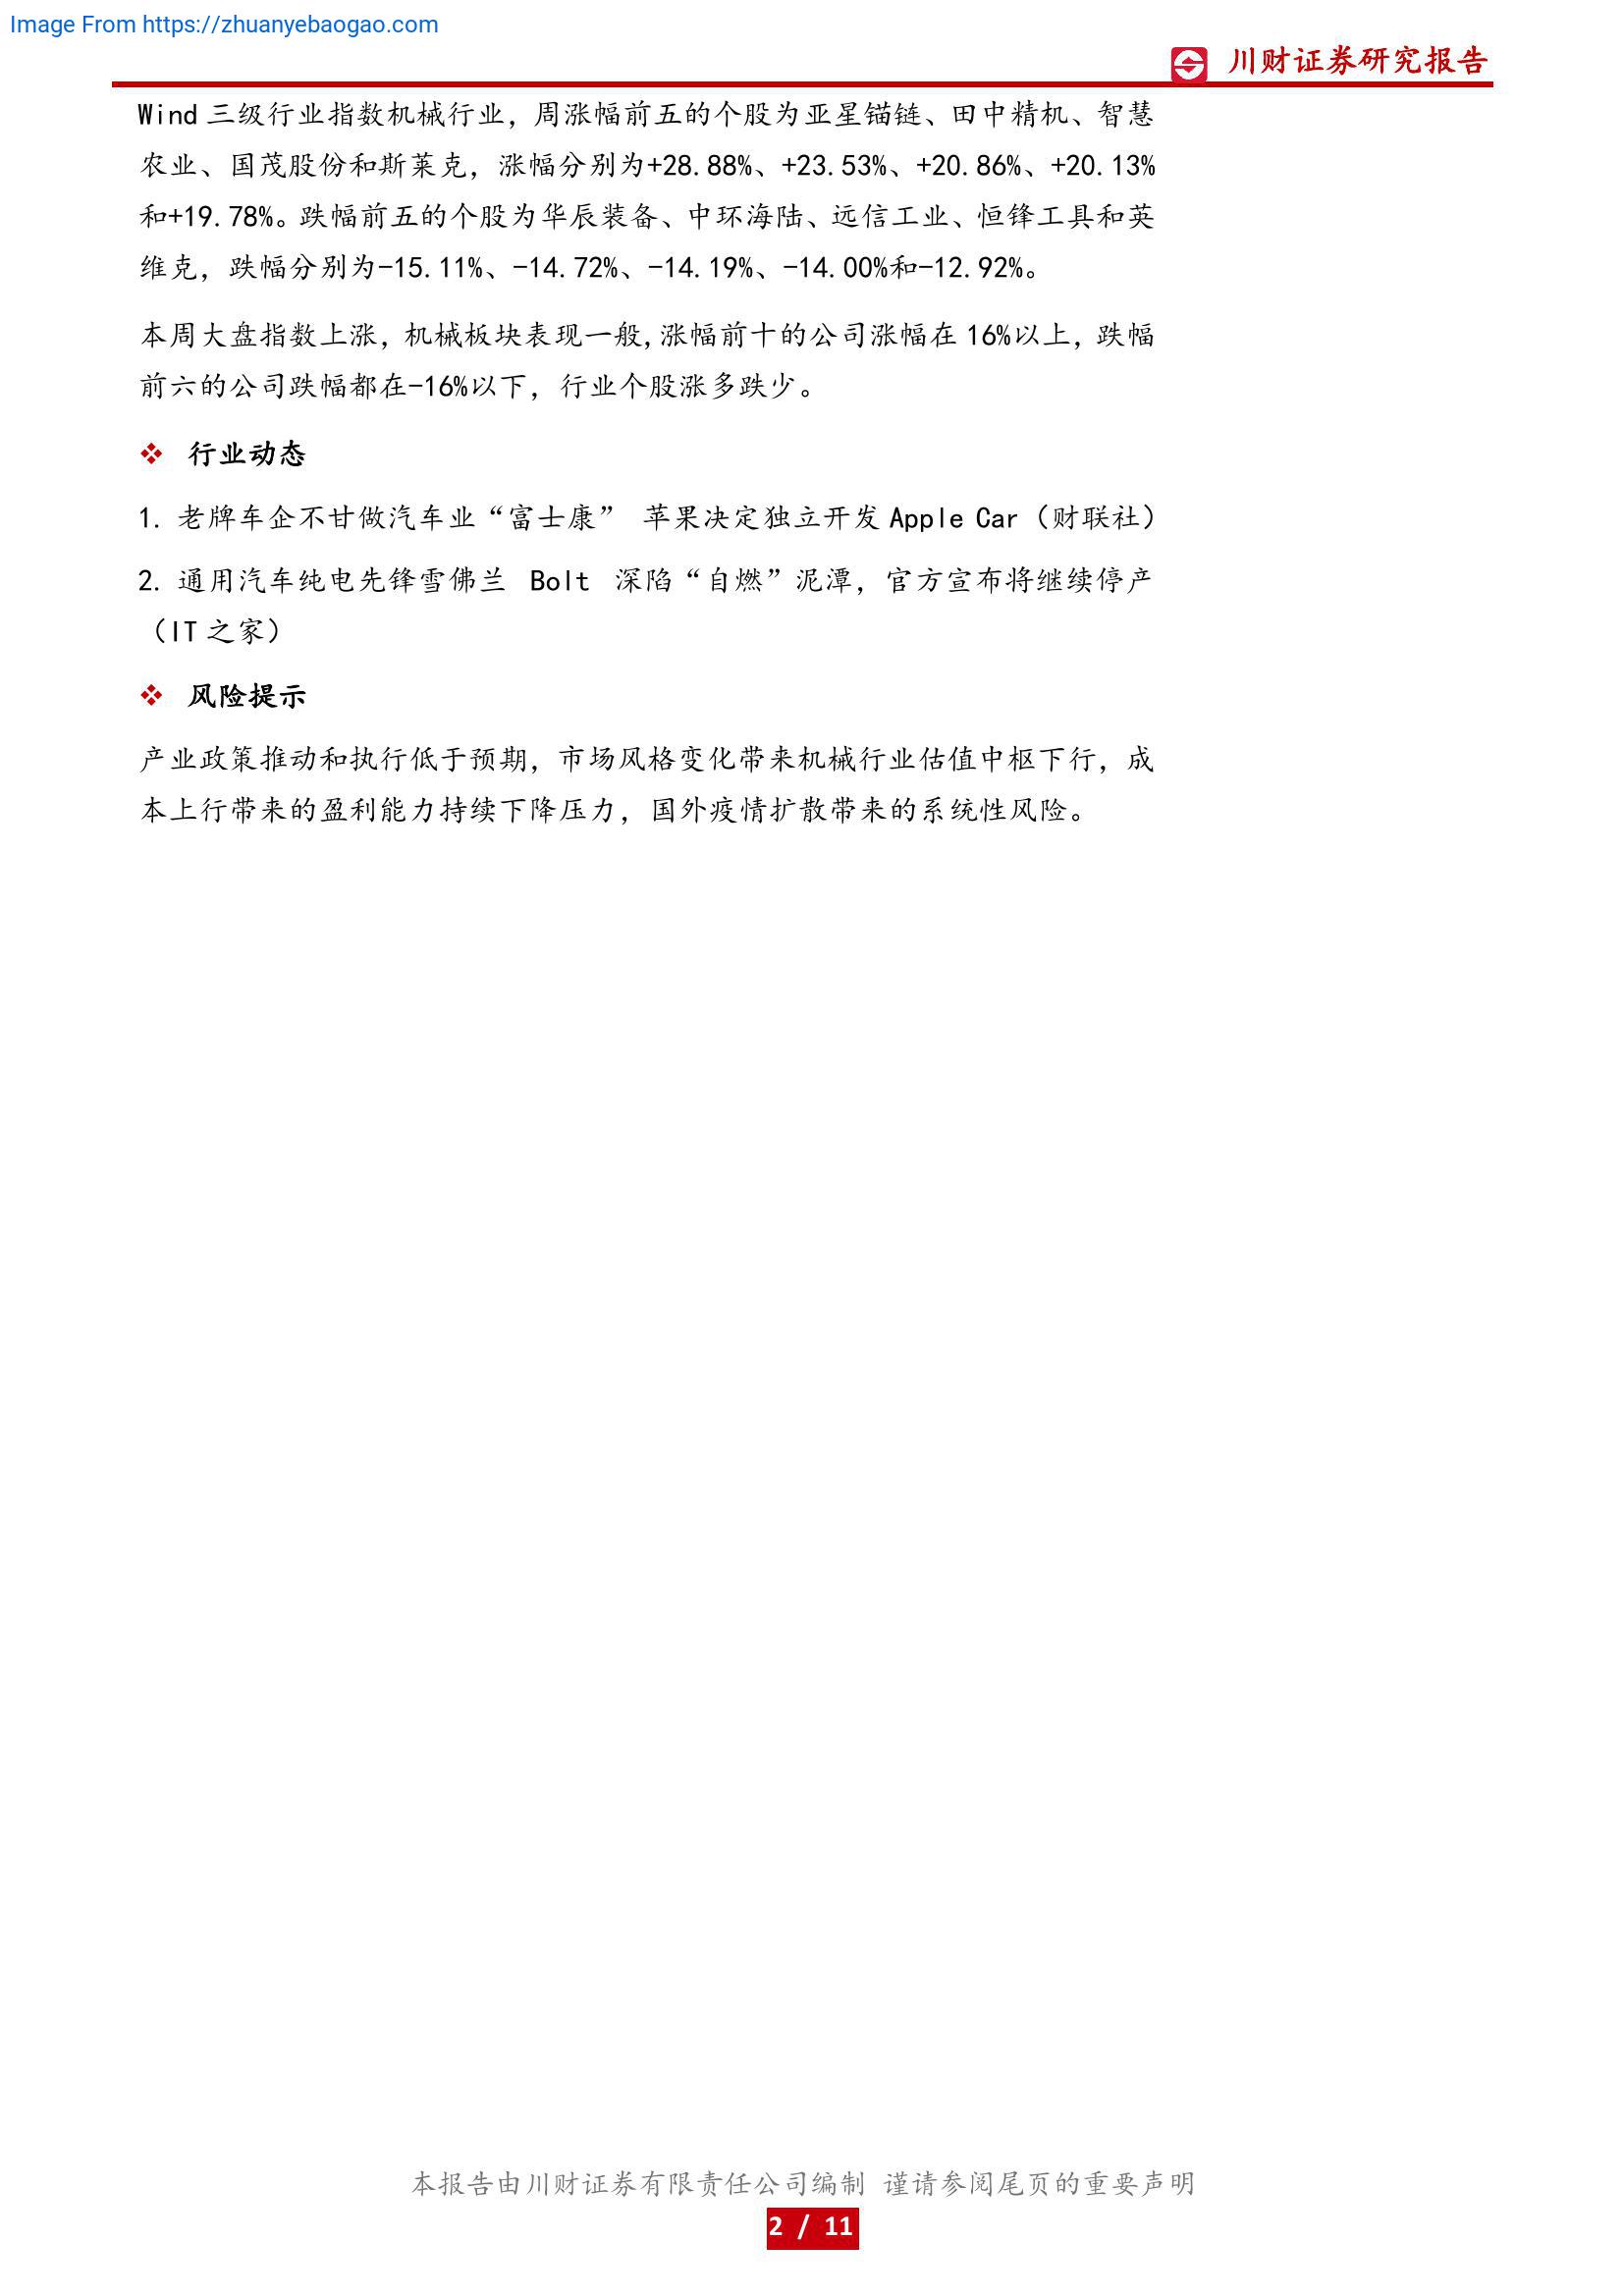 Image From https://zhuanyebaogao.com
川财证券研究报告
Wind 三级行业指数机械行业，周涨幅前五的个股为亚星锚链、田中精机、智慧
农业、国茂股份和斯莱克，涨幅分别为+28.88%、+23.53%、+20.86%、+20.13%
和+19.78%。跌幅前五的个股为华辰装备、中环海陆、远信工业、恒锋工具和英
维克，跌幅分别为-15.11%、-14.72%、-14.19%、-14.00%和-12.92%。
本周大盘指数上涨，机械板块表现一般,涨幅前十的公司涨幅在 16%以上，跌幅
前六的公司跌幅都在-16%以下，行业个股涨多跌少。
❖ 行业动态
1. 老牌车企不甘做汽车业“富士康” 苹果决定独立开发 Apple Car（财联社）
2. 通用汽车纯电先锋雪佛兰 Bolt 深陷“自燃”泥潭，官方宣布将继续停产
（IT 之家）
❖ 风险提示
产业政策推动和执行低于预期，市场风格变化带来机械行业估值中枢下行，成
本上行带来的盈利能力持续下降压力，国外疫情扩散带来的系统性风险。
本报告由川财证券有限责任公司编制 谨请参阅尾页的重要声明
2 / 11